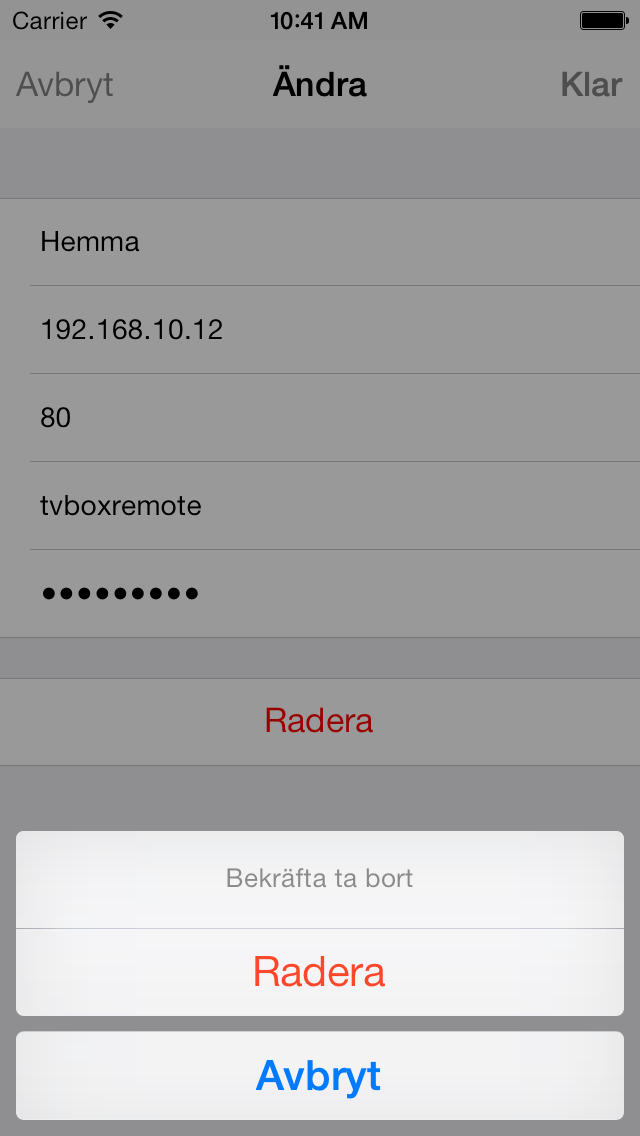 Carrier 10:41 AM
Avbryt Ändra Klar
Hemma
192.168.10.12
80
tvboxremote
•••••••••
Radera
Bekräfta ta bort
Radera
Avbryt